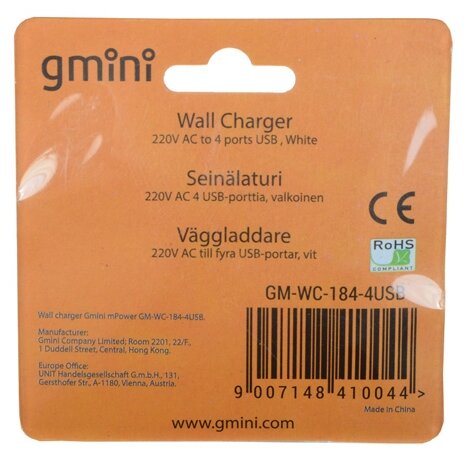 gmini
Wall Charger
220V AC to 4 ports USB , White
Seinälaturi
220V AC 4 USB-porttia, valkoinen
Väggladdare
220V AC till fyra USB-portar, vit
CE
RoHS
COMPLIANT
GM-WC-184-4USB
Wall charger Gmini mPower GM-WC-184-4USB.
Manufacturer:
Gmini Company Limited; Room 2201, 22/F.,
1 Duddell Street, Central, Hong Kong.
Europe Office:
UNIT Handelsgesellschaft G.m.b.H., 131,
Gersthofer St., A-1180, Vienna, Austria.
9 007148 410044 >
Made in China
www.gmini.com